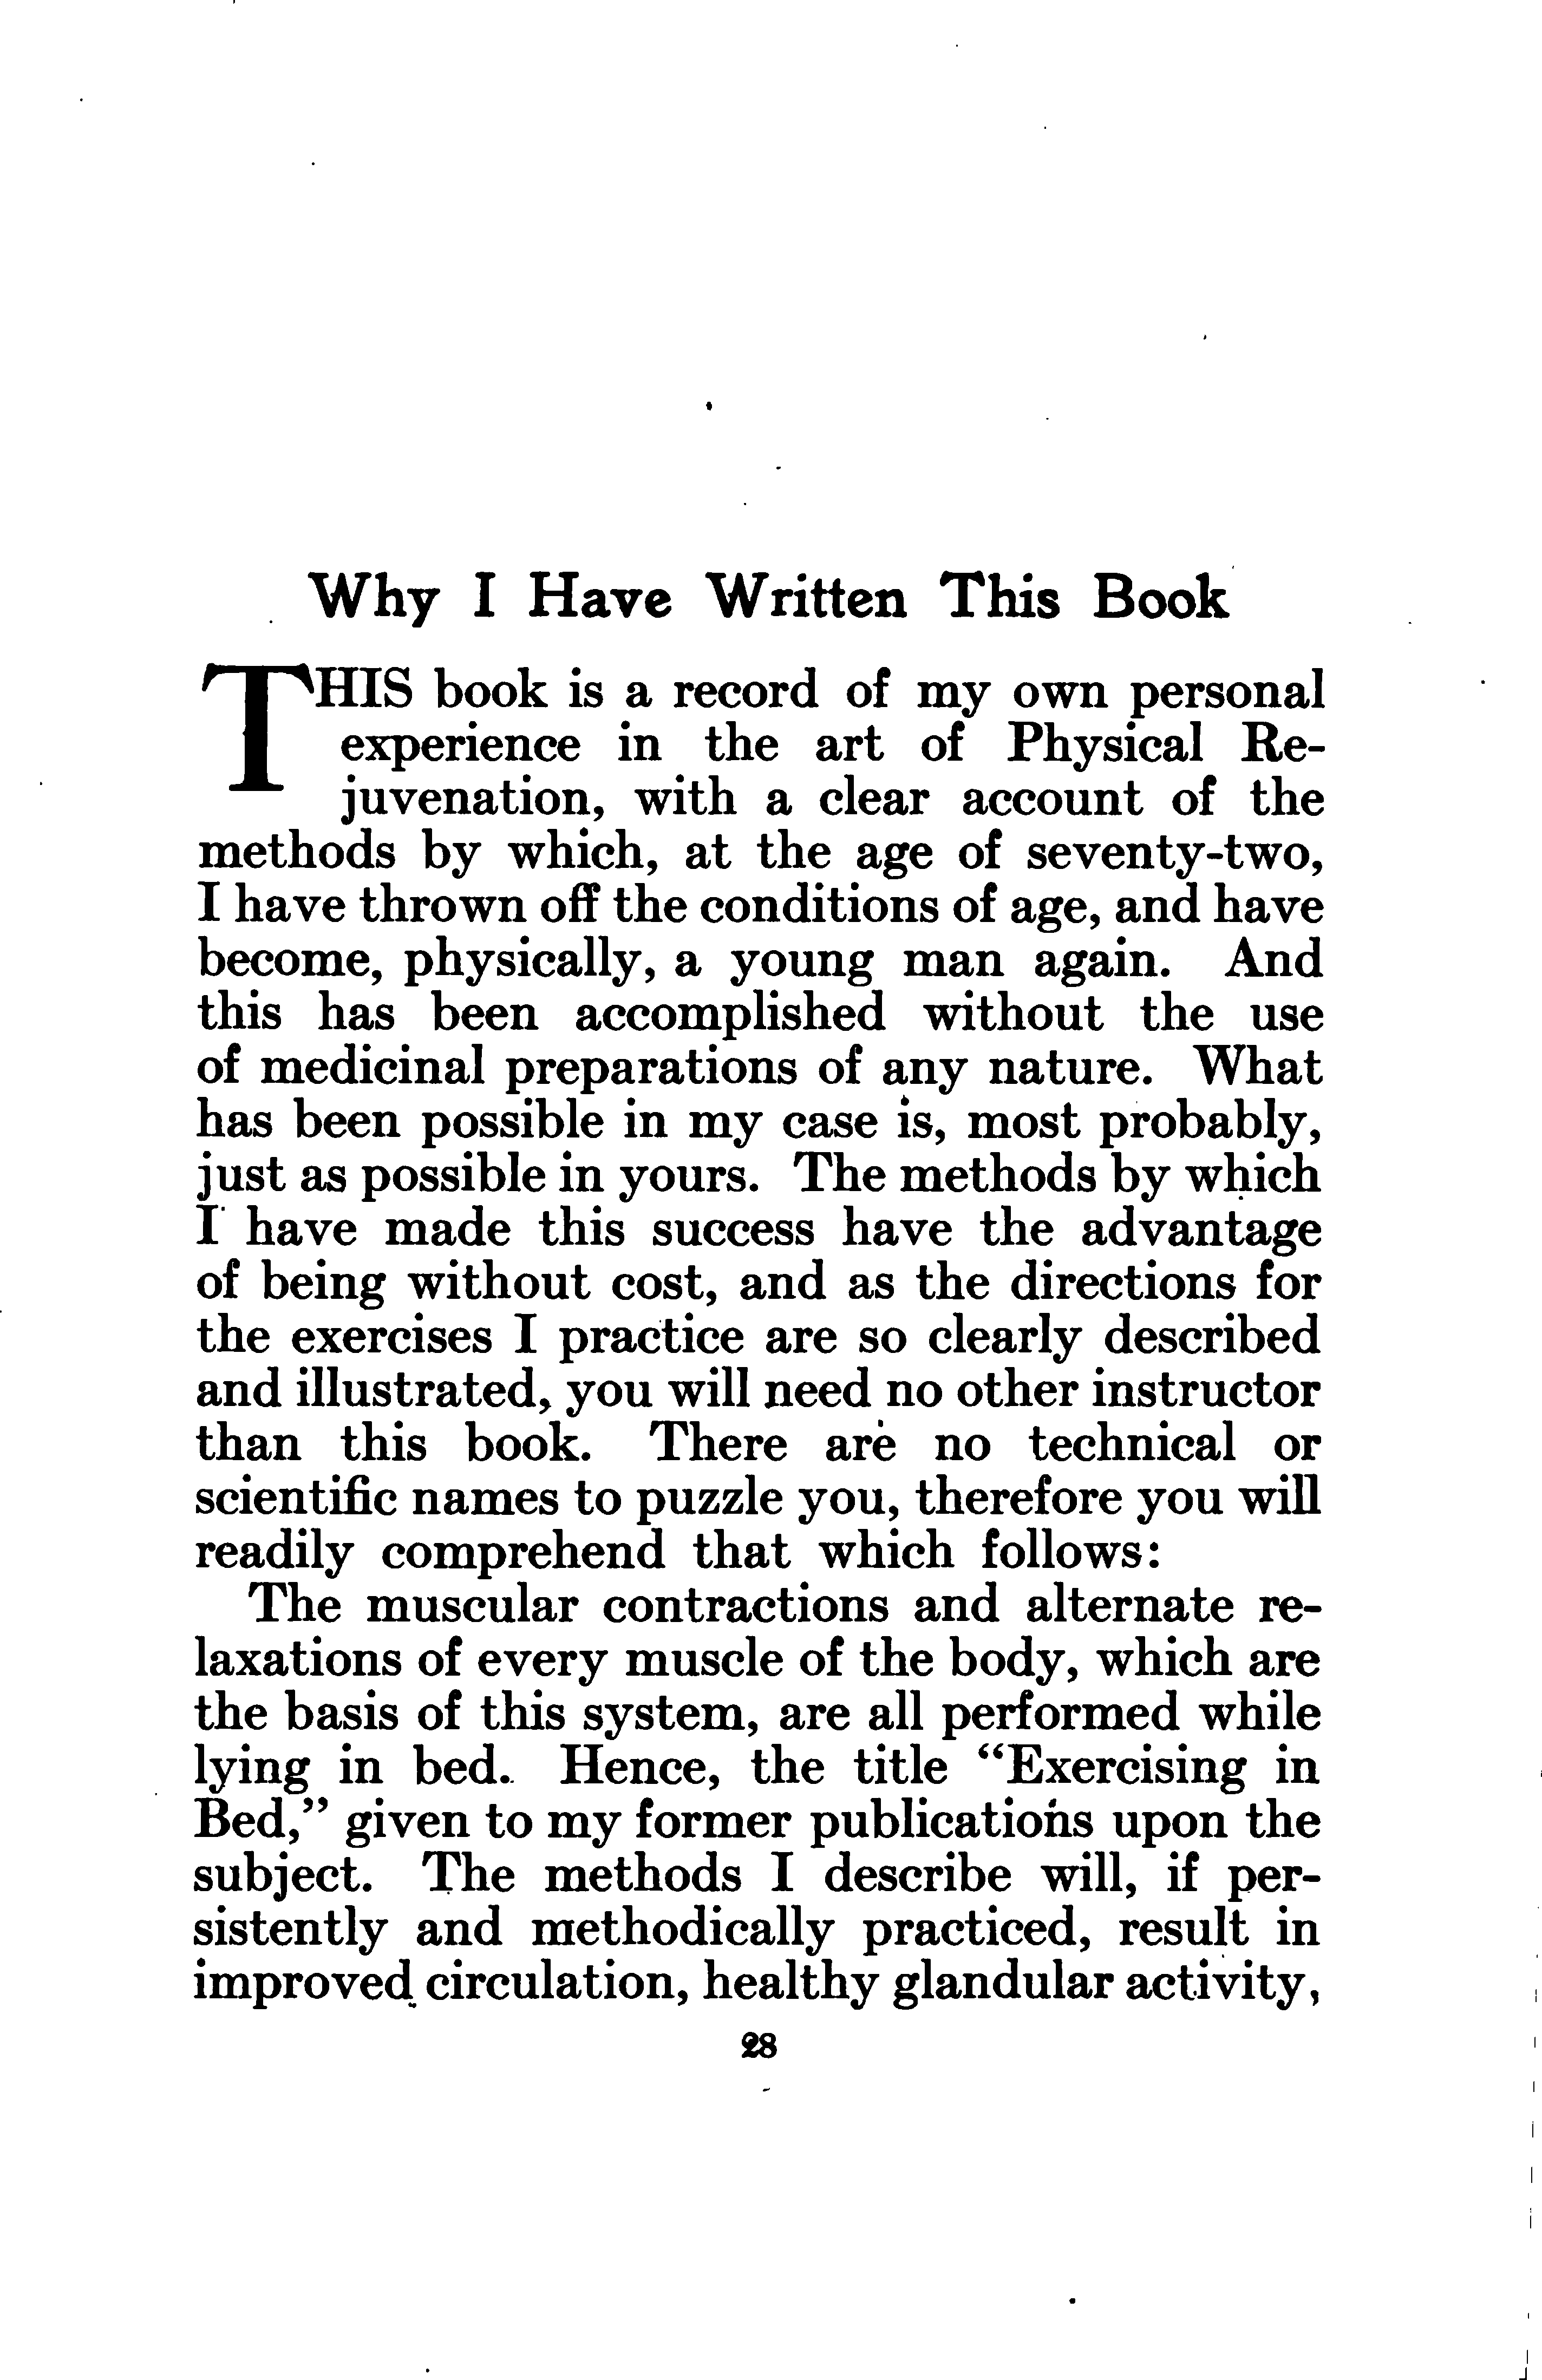 Why I Have Written This Book
THIS book is a record of my own personal
experience in the art of Physical Re-
juvenation, with a clear account of the
methods by which, at the age of seventy-two,
I have thrown off the conditions of age, and have
become, physically, a young man again. And
this has been accomplished without the use
of medicinal preparations of any nature. What
has been possible in my case is, most probably,
just as possible in yours. The methods by which
I have made this success have the advantage
of being without cost, and as the directions for
the exercises I practice are so clearly described
and illustrated, you will need no other instructor
than this book. There are no technical or
scientific names to puzzle you, therefore you will
readily comprehend that which follows:
The muscular contractions and alternate re-
laxations of every muscle of the body, which are
the basis of this system, are all performed while
lying in bed. Hence, the title “Exercising in
Bed,” given to my former publications upon the
subject. The methods I describe will, if per-
sistently and methodically practiced, result in
improved circulation, healthy glandular activity,
28